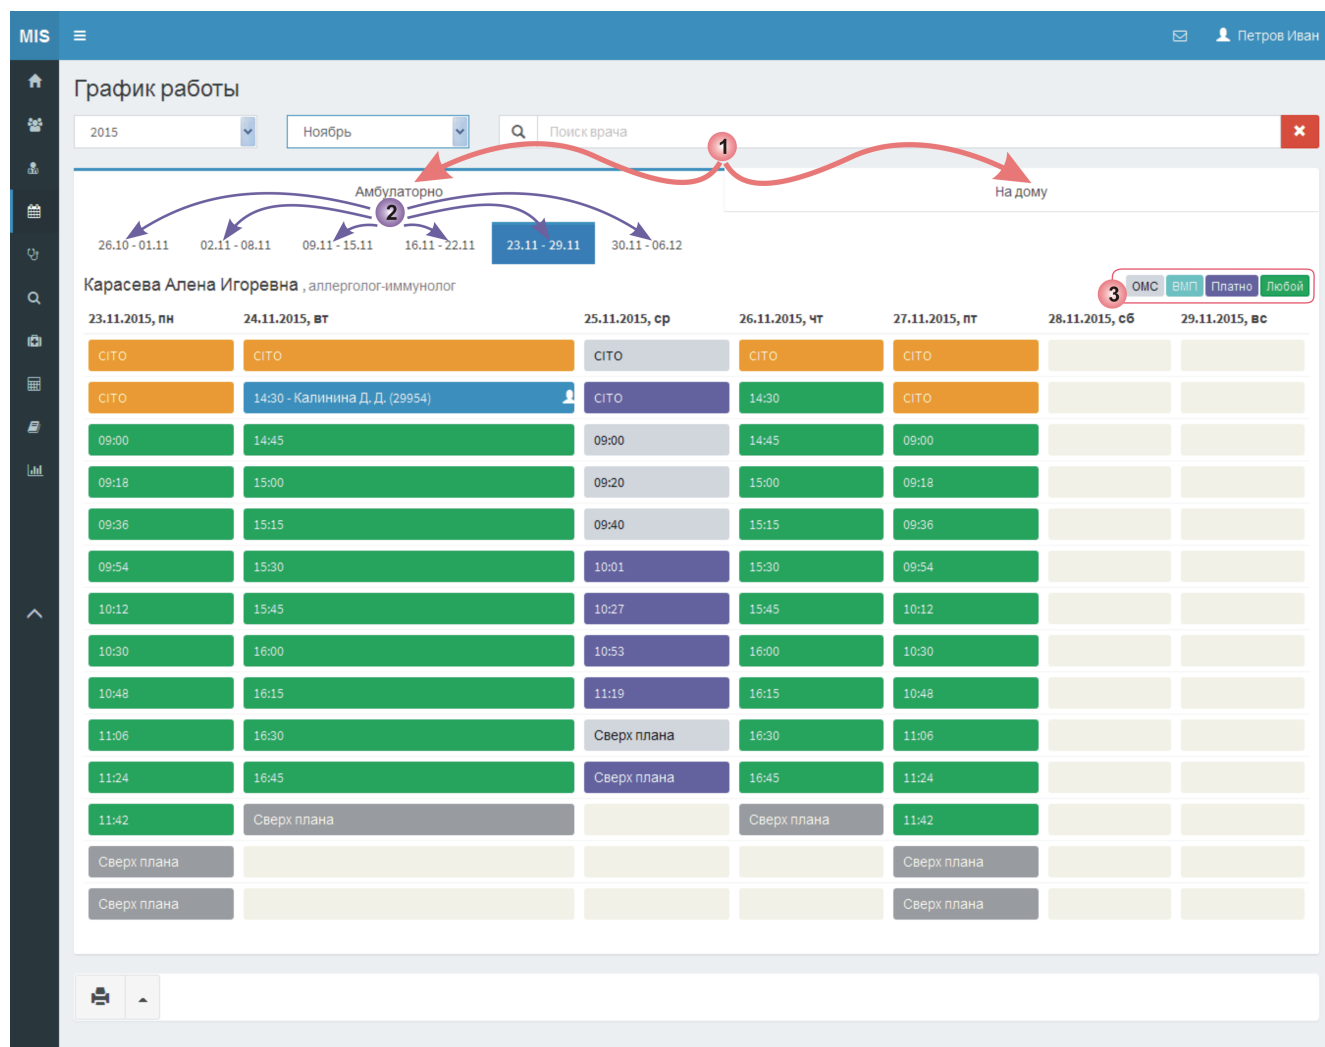 MIS
Петров Иван
График работы
2015 Ноябрь Поиск врача
1
Амбулаторно На дому
2
26.10 - 01.11 02.11 - 08.11 09.11 - 15.11 16.11 - 22.11 23.11 - 29.11 30.11 - 06.12
Карасева Алена Игоревна , аллерголог-иммунолог
3 ОМС ВМП Платно Любой
23.11.2015, пн 24.11.2015, вт 25.11.2015, ср 26.11.2015, чт 27.11.2015, пт 28.11.2015, сб 29.11.2015, вс
CITO CITO CITO CITO CITO
CITO 14:30 - Калинина Д. Д. (29954) CITO 14:30 CITO
09:00 14:45 09:00 14:45 09:00
09:18 15:00 09:20 15:00 09:18
09:36 15:15 09:40 15:15 09:36
09:54 15:30 10:01 15:30 09:54
10:12 15:45 10:27 15:45 10:12
10:30 16:00 10:53 16:00 10:30
10:48 16:15 11:19 16:15 10:48
11:06 16:30 Сверх плана 16:30 11:06
11:24 16:45 Сверх плана 16:45 11:24
11:42 Сверх плана Сверх плана 11:42
Сверх плана Сверх плана
Сверх плана Сверх плана